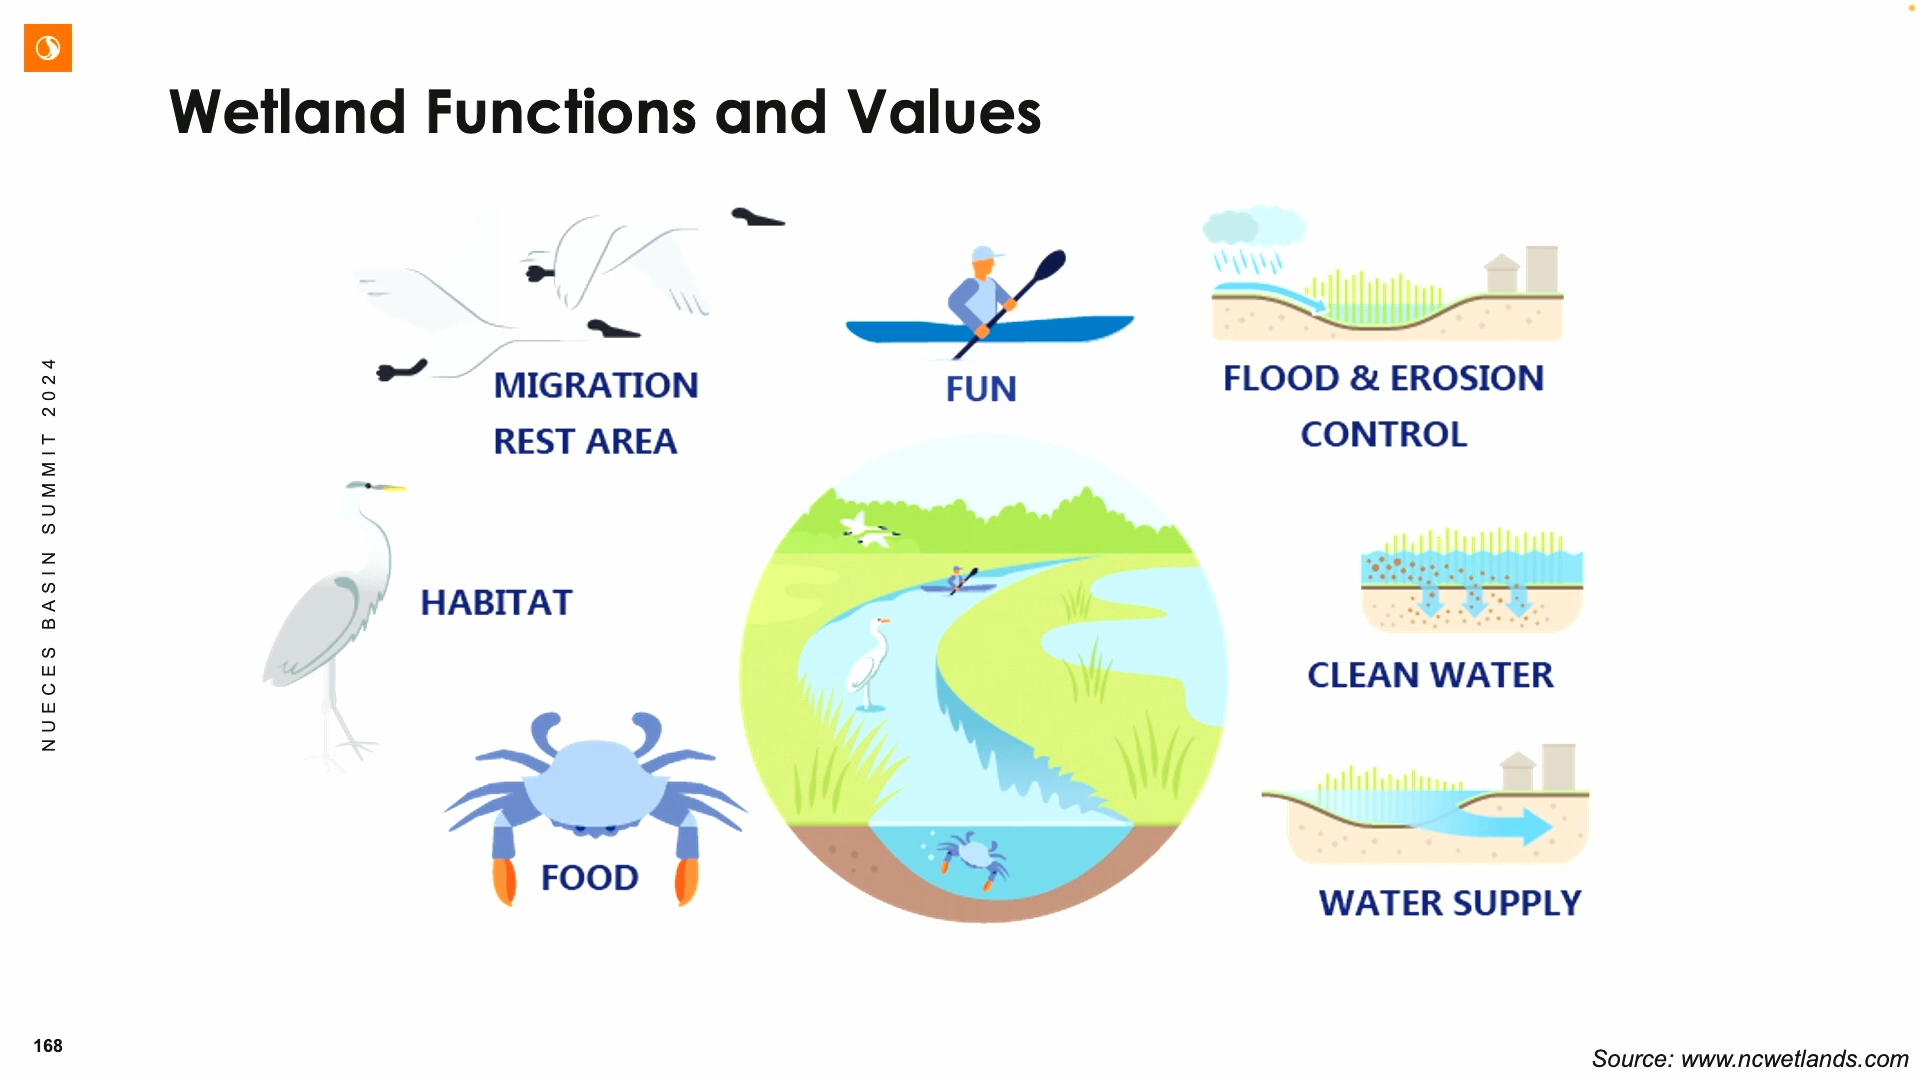 Wetland Functions and Values
MIGRATION
REST AREA
FUN
FLOOD & EROSION
CONTROL
HABITAT
CLEAN WATER
FOOD
WATER SUPPLY
NUECES BASIN SUMMIT 2024
168
Source: www.ncwetlands.com